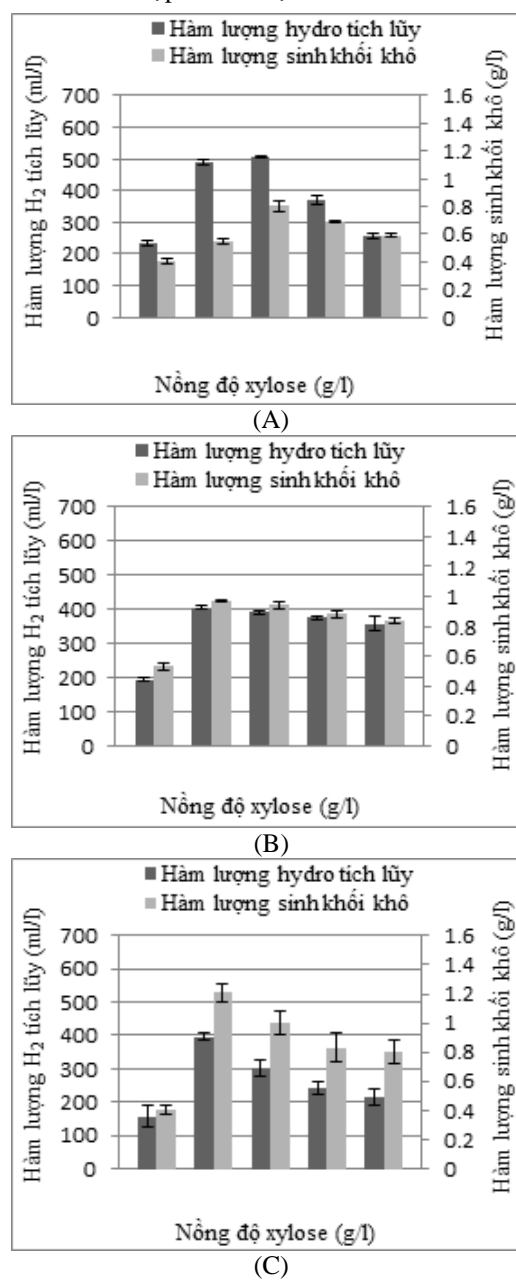 Hàm lượng hydro tích lũy
Hàm lượng sinh khối khô
Hàm lượng H₂ tích lũy (ml/l)
700
600
500
400
300
200
100
0
1.6
1.4
1.2
1
0.8
0.6
0.4
0.2
0
Hàm lượng sinh khối khô (g/l)
Nồng độ xylose (g/l)
(A)
Hàm lượng hydro tích lũy
Hàm lượng sinh khối khô
Hàm lượng H₂ tích lũy (ml/l)
700
600
500
400
300
200
100
0
1.6
1.4
1.2
1
0.8
0.6
0.4
0.2
0
Hàm lượng sinh khối khô (g/l)
Nồng độ xylose (g/l)
(B)
Hàm lượng hydro tích lũy
Hàm lượng sinh khối khô
Hàm lượng H₂ tích lũy (ml/l)
700
600
500
400
300
200
100
0
1.6
1.4
1.2
1
0.8
0.6
0.4
0.2
0
Hàm lượng sinh khối khô (g/l)
Nồng độ xylose (g/l)
(C)